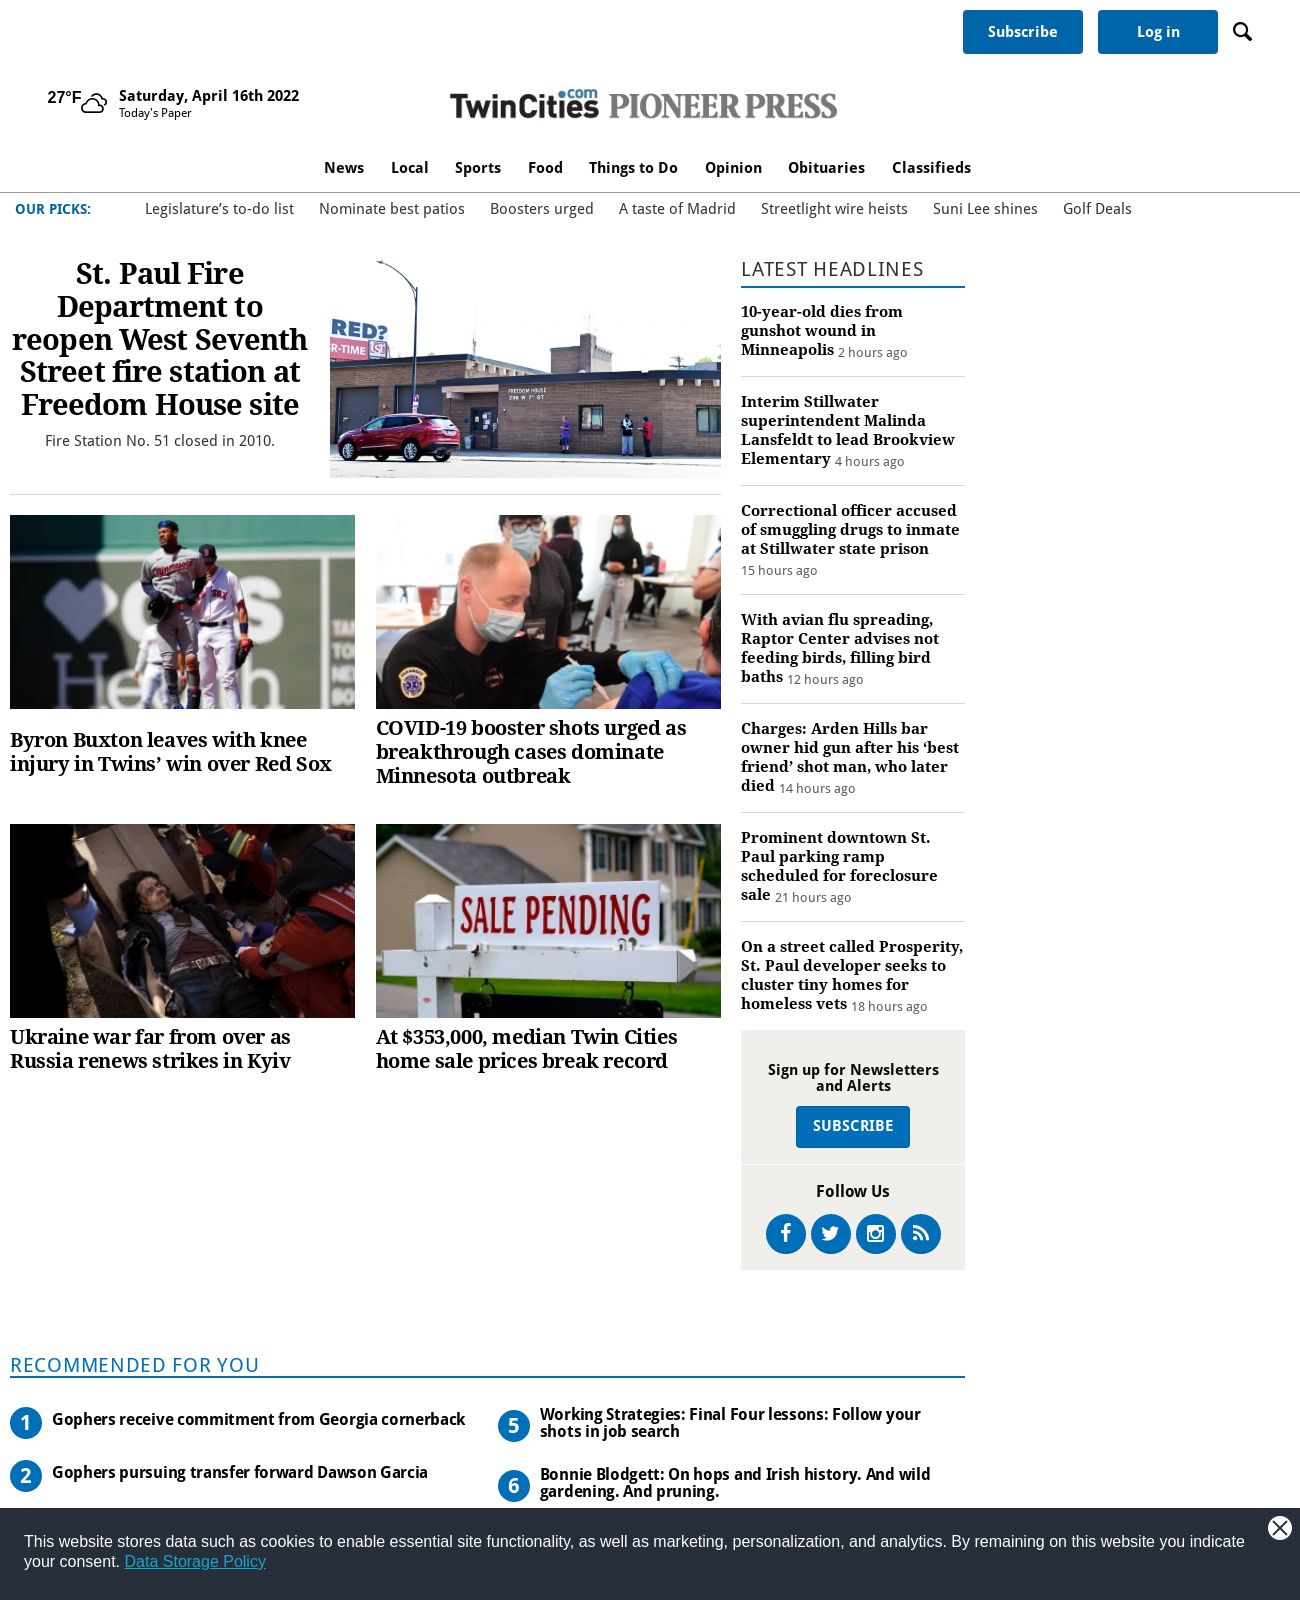 Subscribe
Log in
27°F
Saturday, April 16th 2022
Today's Paper
TwinCities.com PIONEER PRESS
News Local Sports Food Things to Do Opinion Obituaries Classifieds
OUR PICKS: Legislature’s to-do list Nominate best patios Boosters urged A taste of Madrid Streetlight wire heists Suni Lee shines Golf Deals
St. Paul Fire
Department to
reopen West Seventh
Street fire station at
Freedom House site
Fire Station No. 51 closed in 2010.
RED?
R-TIME
FREEDOM HOUSE
296 W 7th ST
Byron Buxton leaves with knee
injury in Twins’ win over Red Sox
COVID-19 booster shots urged as
breakthrough cases dominate
Minnesota outbreak
Ukraine war far from over as
Russia renews strikes in Kyiv
SALE PENDING
At $353,000, median Twin Cities
home sale prices break record
LATEST HEADLINES
10-year-old dies from
gunshot wound in
Minneapolis 2 hours ago
Interim Stillwater
superintendent Malinda
Lansfeldt to lead Brookview
Elementary 4 hours ago
Correctional officer accused
of smuggling drugs to inmate
at Stillwater state prison
15 hours ago
With avian flu spreading,
Raptor Center advises not
feeding birds, filling bird
baths 12 hours ago
Charges: Arden Hills bar
owner hid gun after his ‘best
friend’ shot man, who later
died 14 hours ago
Prominent downtown St.
Paul parking ramp
scheduled for foreclosure
sale 21 hours ago
On a street called Prosperity,
St. Paul developer seeks to
cluster tiny homes for
homeless vets 18 hours ago
Sign up for Newsletters
and Alerts
SUBSCRIBE
Follow Us
RECOMMENDED FOR YOU
1 Gophers receive commitment from Georgia cornerback
2 Gophers pursuing transfer forward Dawson Garcia
5 Working Strategies: Final Four lessons: Follow your
shots in job search
6 Bonnie Blodgett: On hops and Irish history. And wild
gardening. And pruning.
This website stores data such as cookies to enable essential site functionality, as well as marketing, personalization, and analytics. By remaining on this website you indicate
your consent. Data Storage Policy